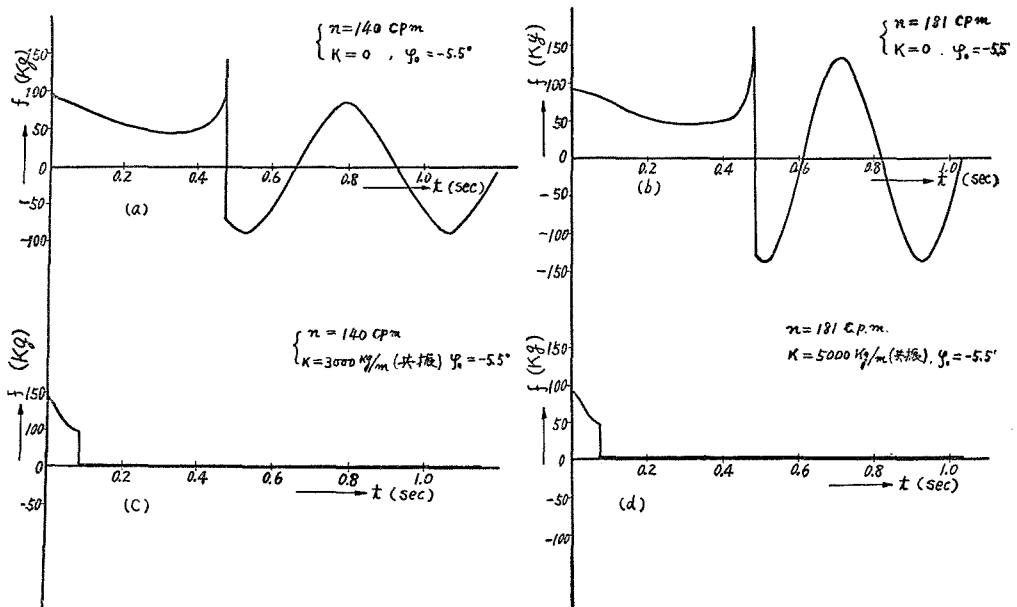 n=140 cpm
K=0 , φ₀=-5.5°
f (Kg)
150
100
50
0
-50
-100
0.2
0.4
0.6
0.8
1.0
t (sec)
(a)
n=181 cpm
K=0 . φ₀=-5.5
f (Kg)
150
100
50
0
-50
-100
-150
0.2
0.4
0.6
0.8
1.0
t (sec)
(b)
n=140 cpm
K=3000 Kg/m (共振) φ₀=-5.5°
f (Kg)
150
100
0
-50
0.2
0.4
0.6
0.8
1.0
t (sec)
(C)
n=181 c.p.m.
K=5000 Kg/m (共振). φ₀=-5.5'
f (Kg)
150
100
50
0
-50
-100
0.2
0.4
0.6
0.8
1.0
t (sec)
(d)